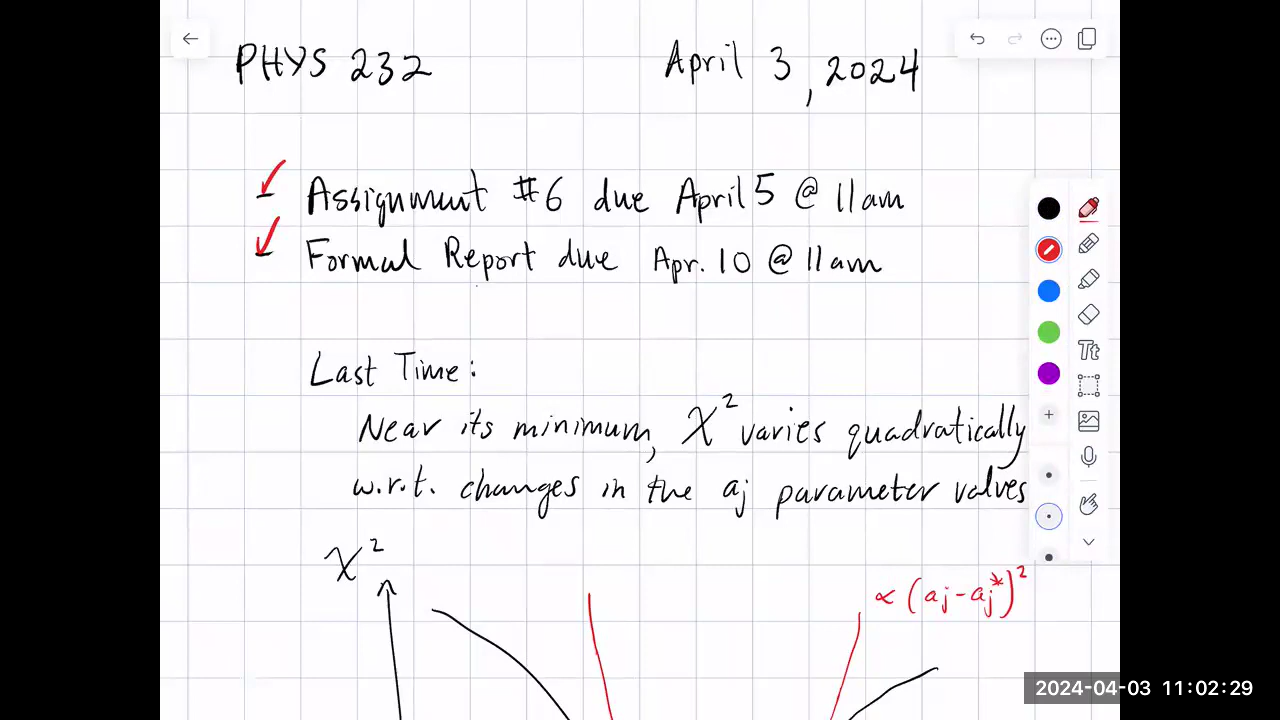 PHYS 232 April 3, 2024
- Assignment #6 due April 5 @ 11am
- Formal Report due Apr. 10 @ 11am
Last Time:
Near its minimum, χ² varies quadratically
w.r.t. changes in the aj parameter values
χ²
∝ (aj - aj*)²
Tt
2024-04-03 11:02:29